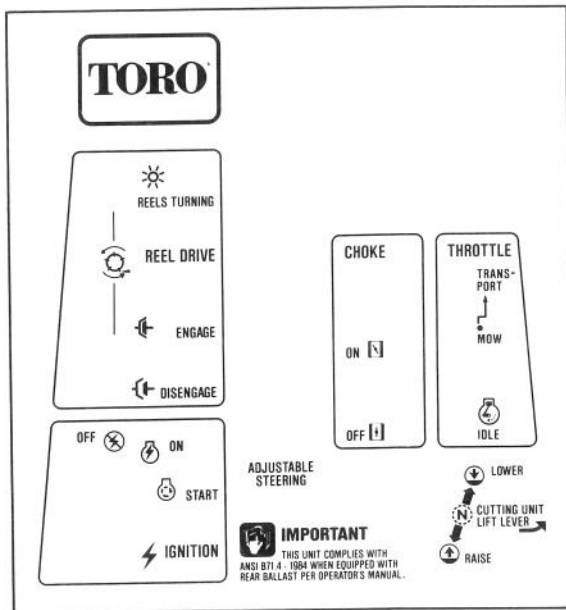 TORO
REELS TURNING
REEL DRIVE
ENGAGE
DISENGAGE
OFF
ON
START
IGNITION
CHOKE
ON
OFF
THROTTLE
TRANS-
PORT
MOW
IDLE
ADJUSTABLE
STEERING
LOWER
N
CUTTING UNIT
LIFT LEVER
RAISE
IMPORTANT
THIS UNIT COMPLIES WITH
ANSI B71.4 - 1984 WHEN EQUIPPED WITH
REAR BALLAST PER OPERATOR'S MANUAL.